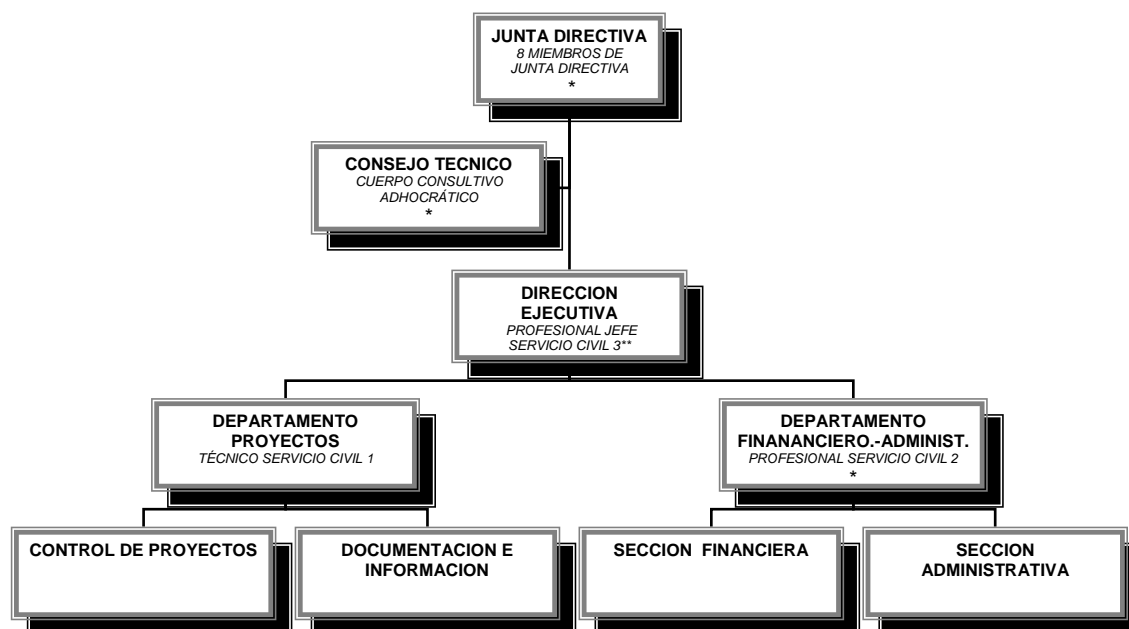 JUNTA DIRECTIVA
8 MIEMBROS DE
JUNTA DIRECTIVA
*
CONSEJO TECNICO
CUERPO CONSULTIVO
ADHOCRÁTICO
*
DIRECCION
EJECUTIVA
PROFESIONAL JEFE
SERVICIO CIVIL 3**
DEPARTAMENTO
PROYECTOS
TÉCNICO SERVICIO CIVIL 1
DEPARTAMENTO
FINANANCIERO.-ADMINIST.
PROFESIONAL SERVICIO CIVIL 2
*
CONTROL DE PROYECTOS
DOCUMENTACION E
INFORMACION
SECCION FINANCIERA
SECCION
ADMINISTRATIVA